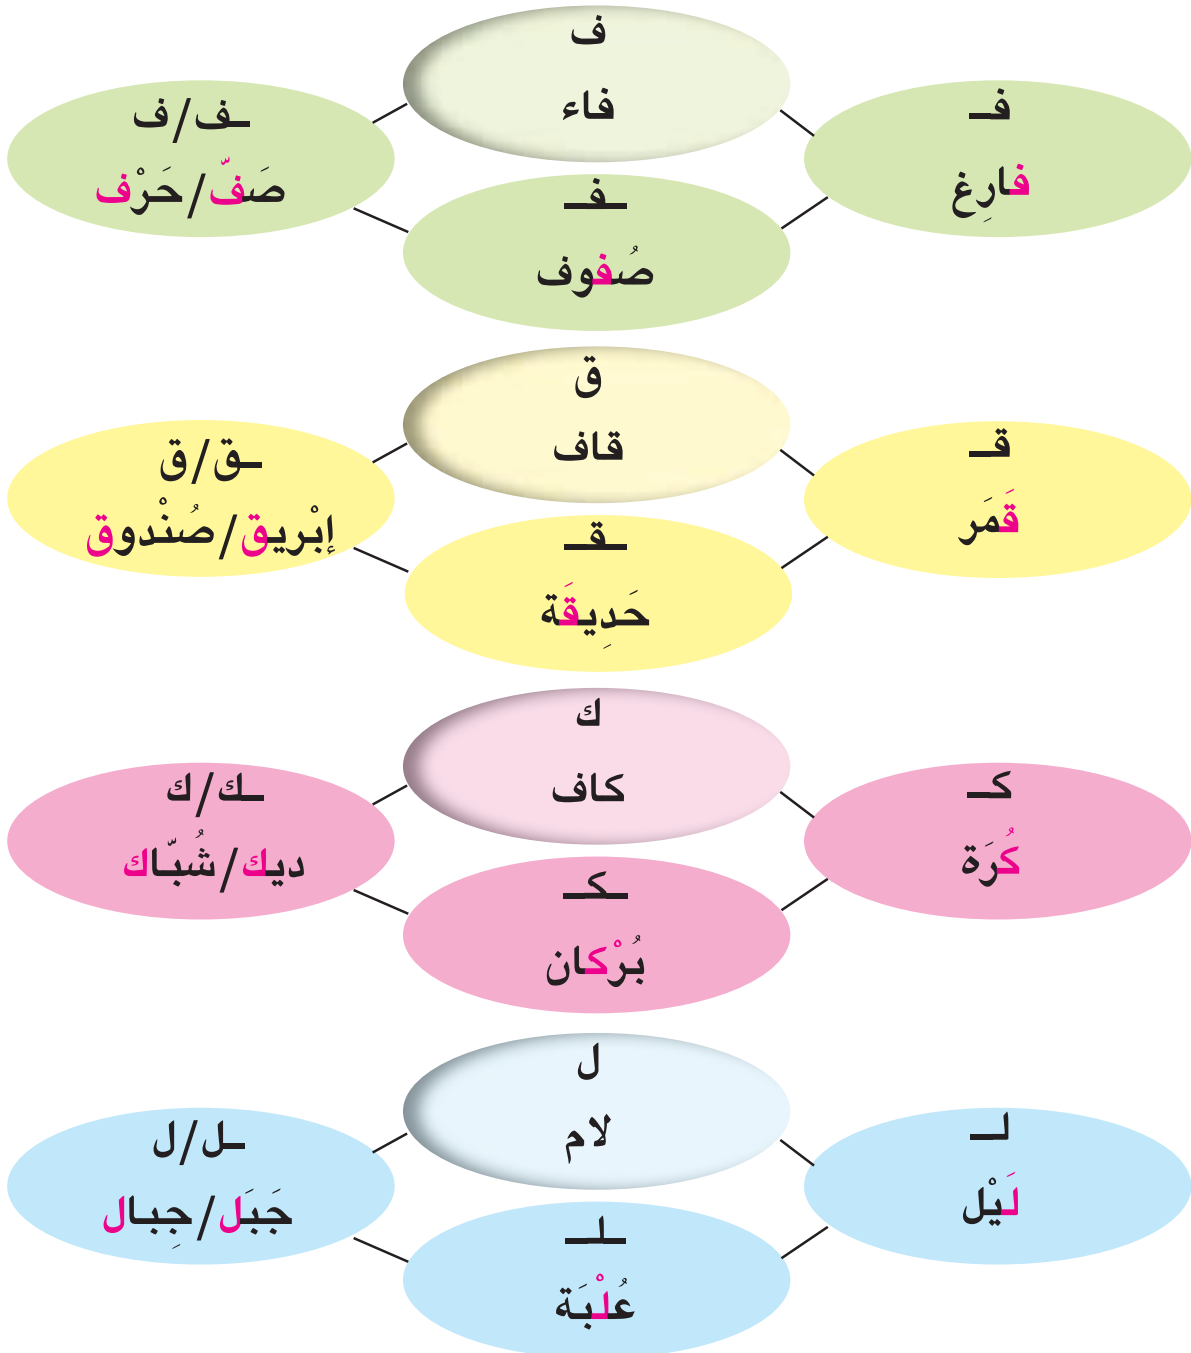 ف
فاء
فـ
فارِغ
ـفـ
صُفوف
ـف/ف
صَفّ/حَرْف
ق
قاف
قـ
قَمَر
ـقـ
حَدِيقَة
ـق/ق
إبْريق/صُنْدوق
ك
كاف
كـ
كُرَة
ـكـ
بُرْكان
ـك/ك
ديك/شُبّاك
ل
لام
لـ
لَيْل
ـلـ
عُلْبَة
ـل/ل
جَبَل/جِبال